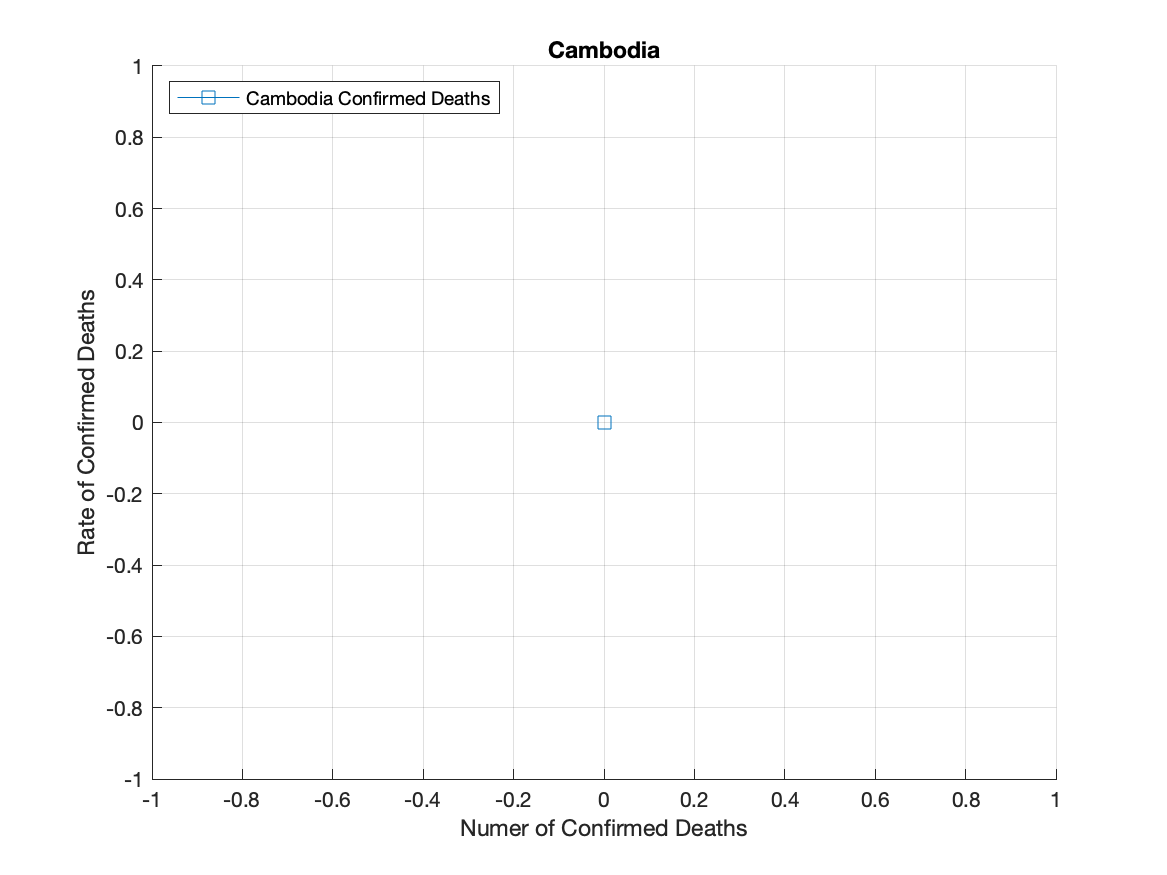 Cambodia
Cambodia Confirmed Deaths
1
0.8
0.6
0.4
0.2
0
-0.2
-0.4
-0.6
-0.8
-1
Rate of Confirmed Deaths
-1 -0.8 -0.6 -0.4 -0.2 0 0.2 0.4 0.6 0.8 1
Numer of Confirmed Deaths